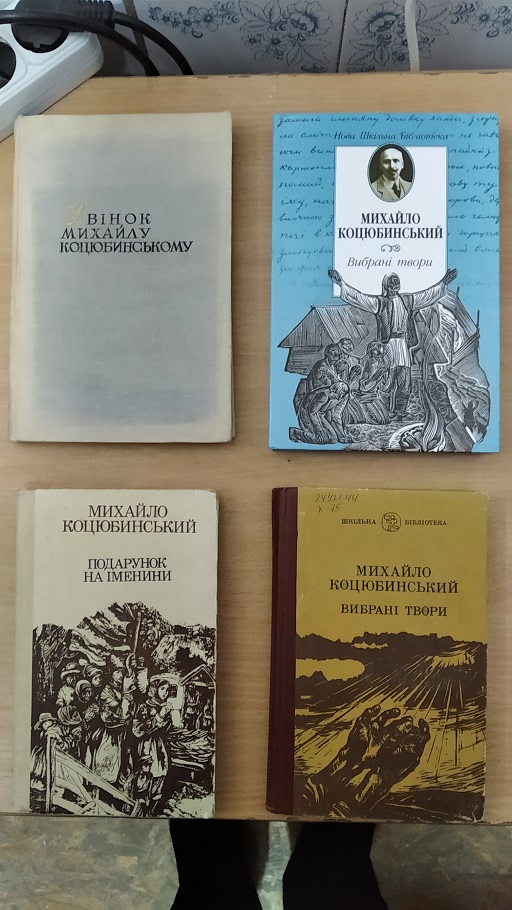 У ВІНОК
МИХАЙЛУ
КОЦЮБИНСЬКОМУ
Нова Шкільна Бібліотека
МИХАЙЛО
КОЦЮБИНСЬКИЙ
Вибрані твори
МИХАЙЛО
КОЦЮБИНСЬКИЙ
ПОДАРУНОК
НА ІМЕНИНИ
ШКІЛЬНА БІБЛІОТЕКА
МИХАЙЛО
КОЦЮБИНСЬКИЙ
ВИБРАНІ ТВОРИ